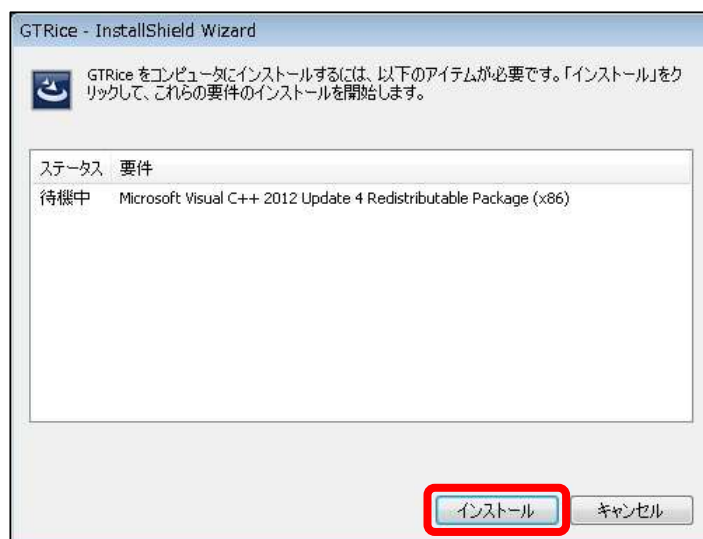 GTRice - InstallShield Wizard
GTRice をコンピュータにインストールするには、以下のアイテムが必要です。「インストール」をク
リックして、これらの要件のインストールを開始します。
ステータス 要件
待機中 Microsoft Visual C++ 2012 Update 4 Redistributable Package (x86)
インストール キャンセル